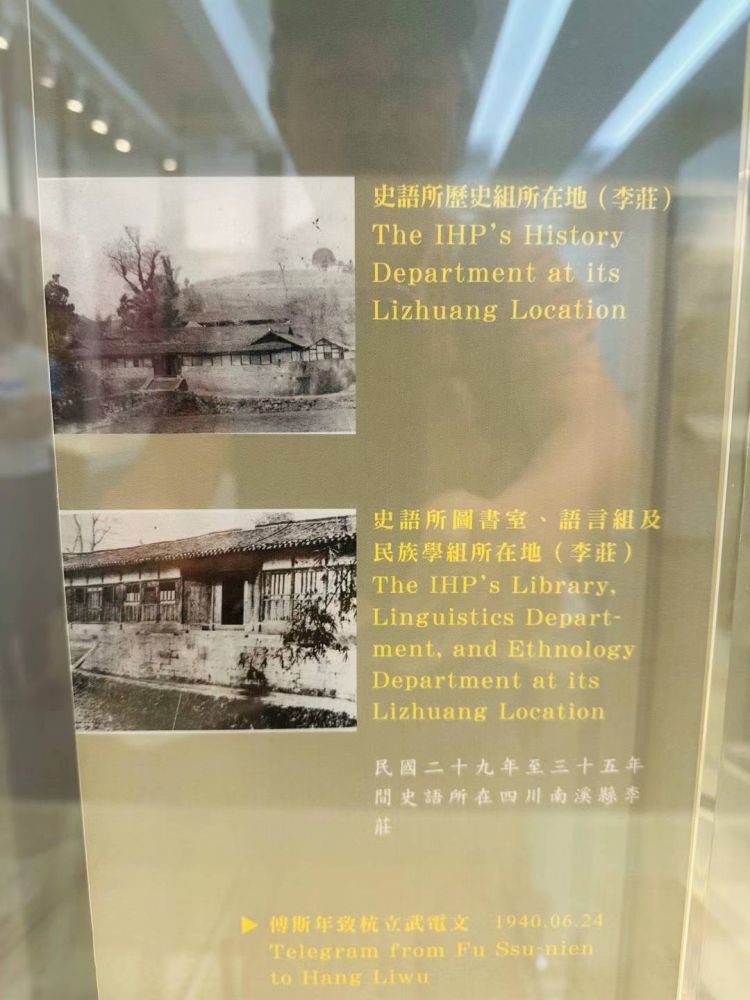 史語所歷史組所在地（李莊）
The IHP's History
Department at its
Lizhuang Location
史語所圖書室、語言組及
民族學組所在地（李莊）
The IHP's Library,
Linguistics Depart-
ment, and Ethnology
Department at its
Lizhuang Location
民國二十九年至三十五年
間史語所在四川南溪縣李
莊
▶ 傅斯年致杭立武電文 1940.06.24
Telegram from Fu Ssu-nien
to Hang Liwu